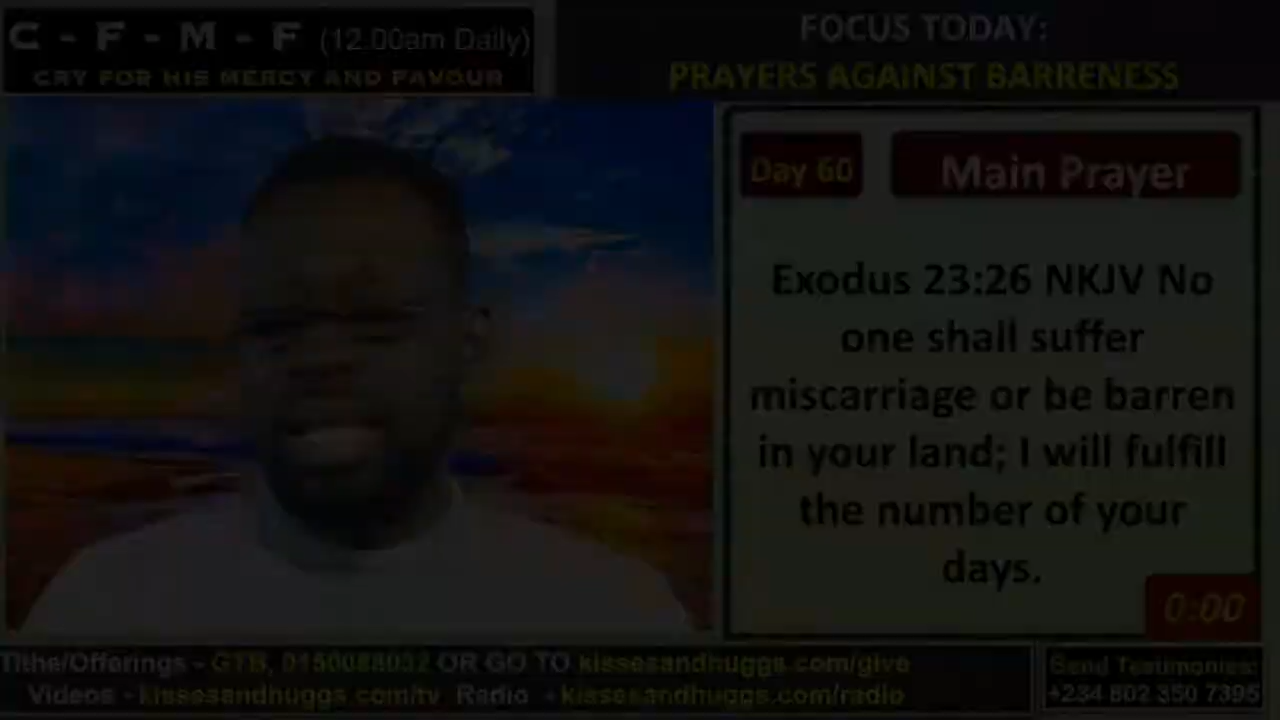 C - F - M - F (12.00am Daily)
CRY FOR HIS MERCY AND FAVOUR
FOCUS TODAY:
PRAYERS AGAINST BARRENESS
Day 60
Main Prayer
Exodus 23:26 NKJV No
one shall suffer
miscarriage or be barren
in your land; I will fulfill
the number of your
days.
0:00
Tithe/Offerings - GTB, 0150088032 OR GO TO kissesandhuggs.com/give
Videos - kissesandhuggs.com/tv Radio - kissesandhuggs.com/radio
Send Testimonies:
+234 802 350 7395